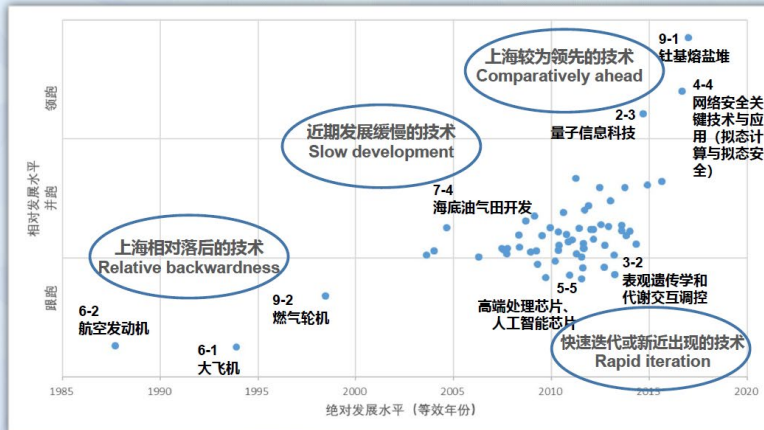 9-1
钍基熔盐堆
上海较为领先的技术
Comparatively ahead
4-4
网络安全关
键技术与应
用（拟态计
算与拟态安
全）
2-3
量子信息科技
近期发展缓慢的技术
Slow development
7-4
海底油气田开发
上海相对落后的技术
Relative backwardness
3-2
表观遗传学和
代谢交互调控
5-5
高端处理芯片、
人工智能芯片
9-2
燃气轮机
6-2
航空发动机
6-1
大飞机
快速迭代或新近出现的技术
Rapid iteration
领跑
并跑
跟跑
相对发展水平
1985
1990
1995
2000
2005
2010
2015
2020
绝对发展水平（等效年份）